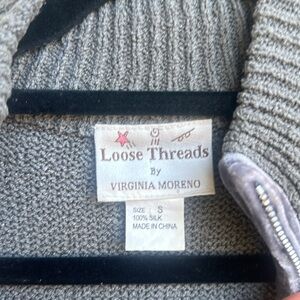 Loose Threads
By
VIRGINIA MORENO
SIZE S
100% SILK
MADE IN CHINA